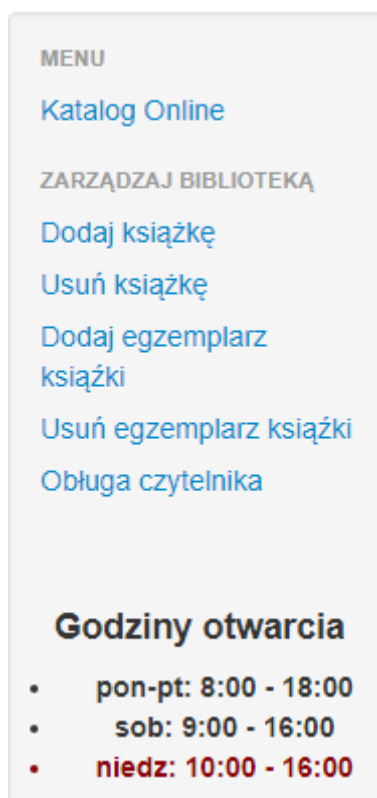 MENU
Katalog Online
ZARZĄDZAJ BIBLIOTEKĄ
Dodaj książkę
Usuń książkę
Dodaj egzemplarz
książki
Usuń egzemplarz książki
Obługa czytelnika
Godziny otwarcia
• pon-pt: 8:00 - 18:00
• sob: 9:00 - 16:00
• niedz: 10:00 - 16:00